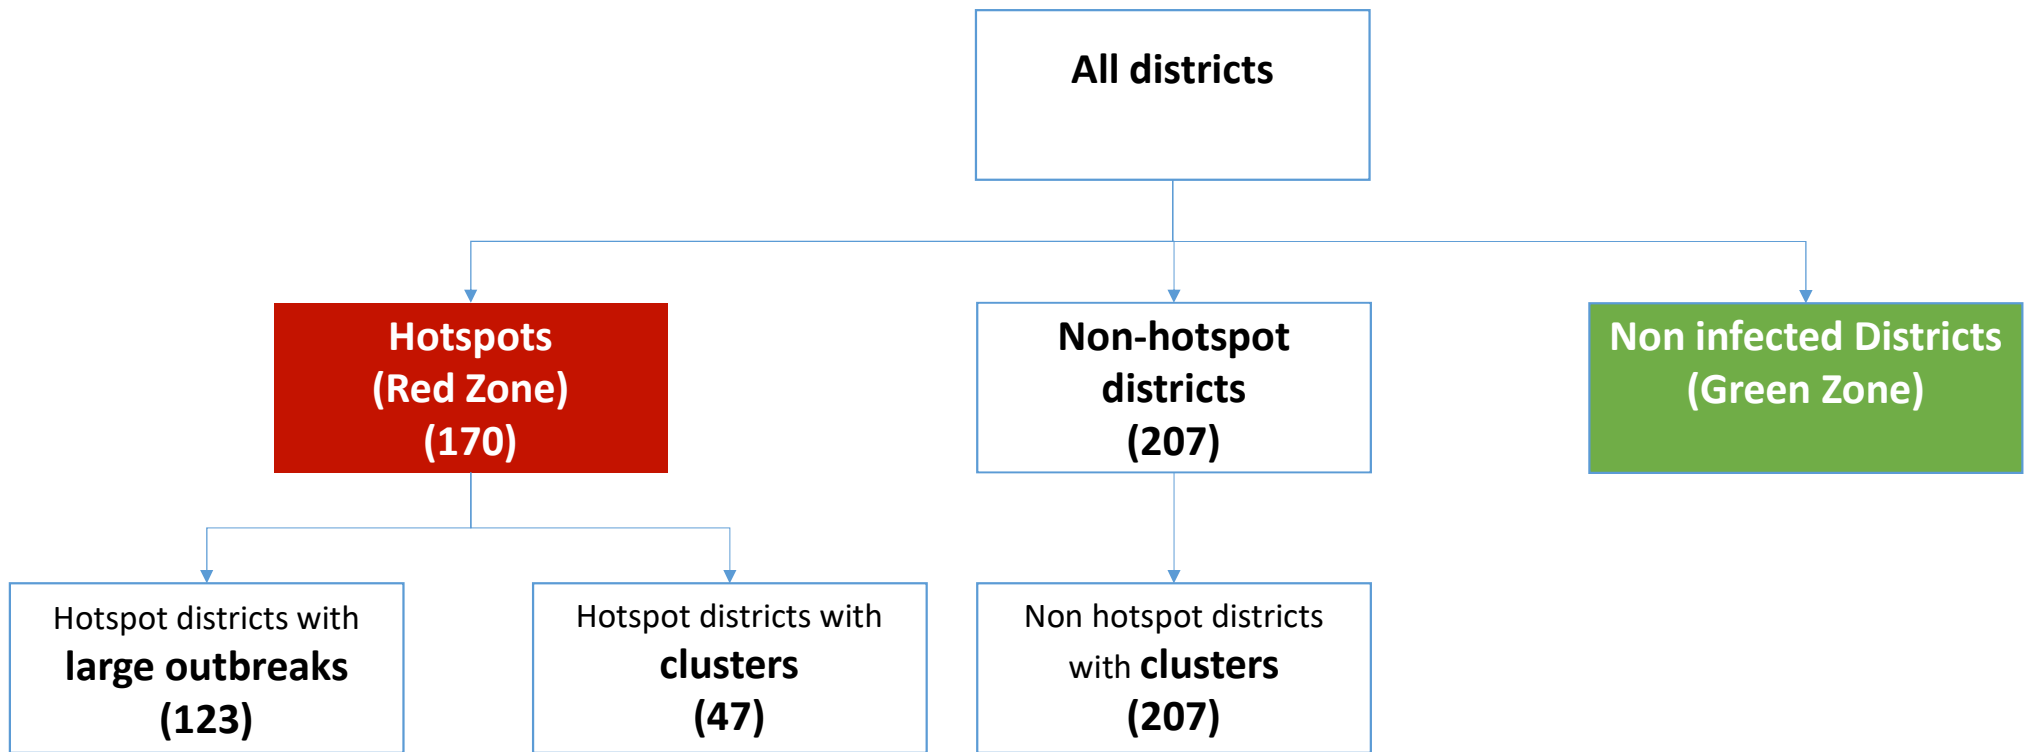 All districts
Hotspots
(Red Zone)
(170)
Non-hotspot
districts
(207)
Non infected Districts
(Green Zone)
Hotspot districts with
large outbreaks
(123)
Hotspot districts with
clusters
(47)
Non hotspot districts
with clusters
(207)